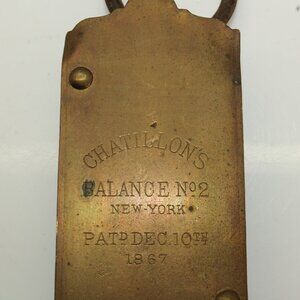 CHATILLON'S
BALANCE No. 2
NEW-YORK
PATD DEC. 10TH
1867